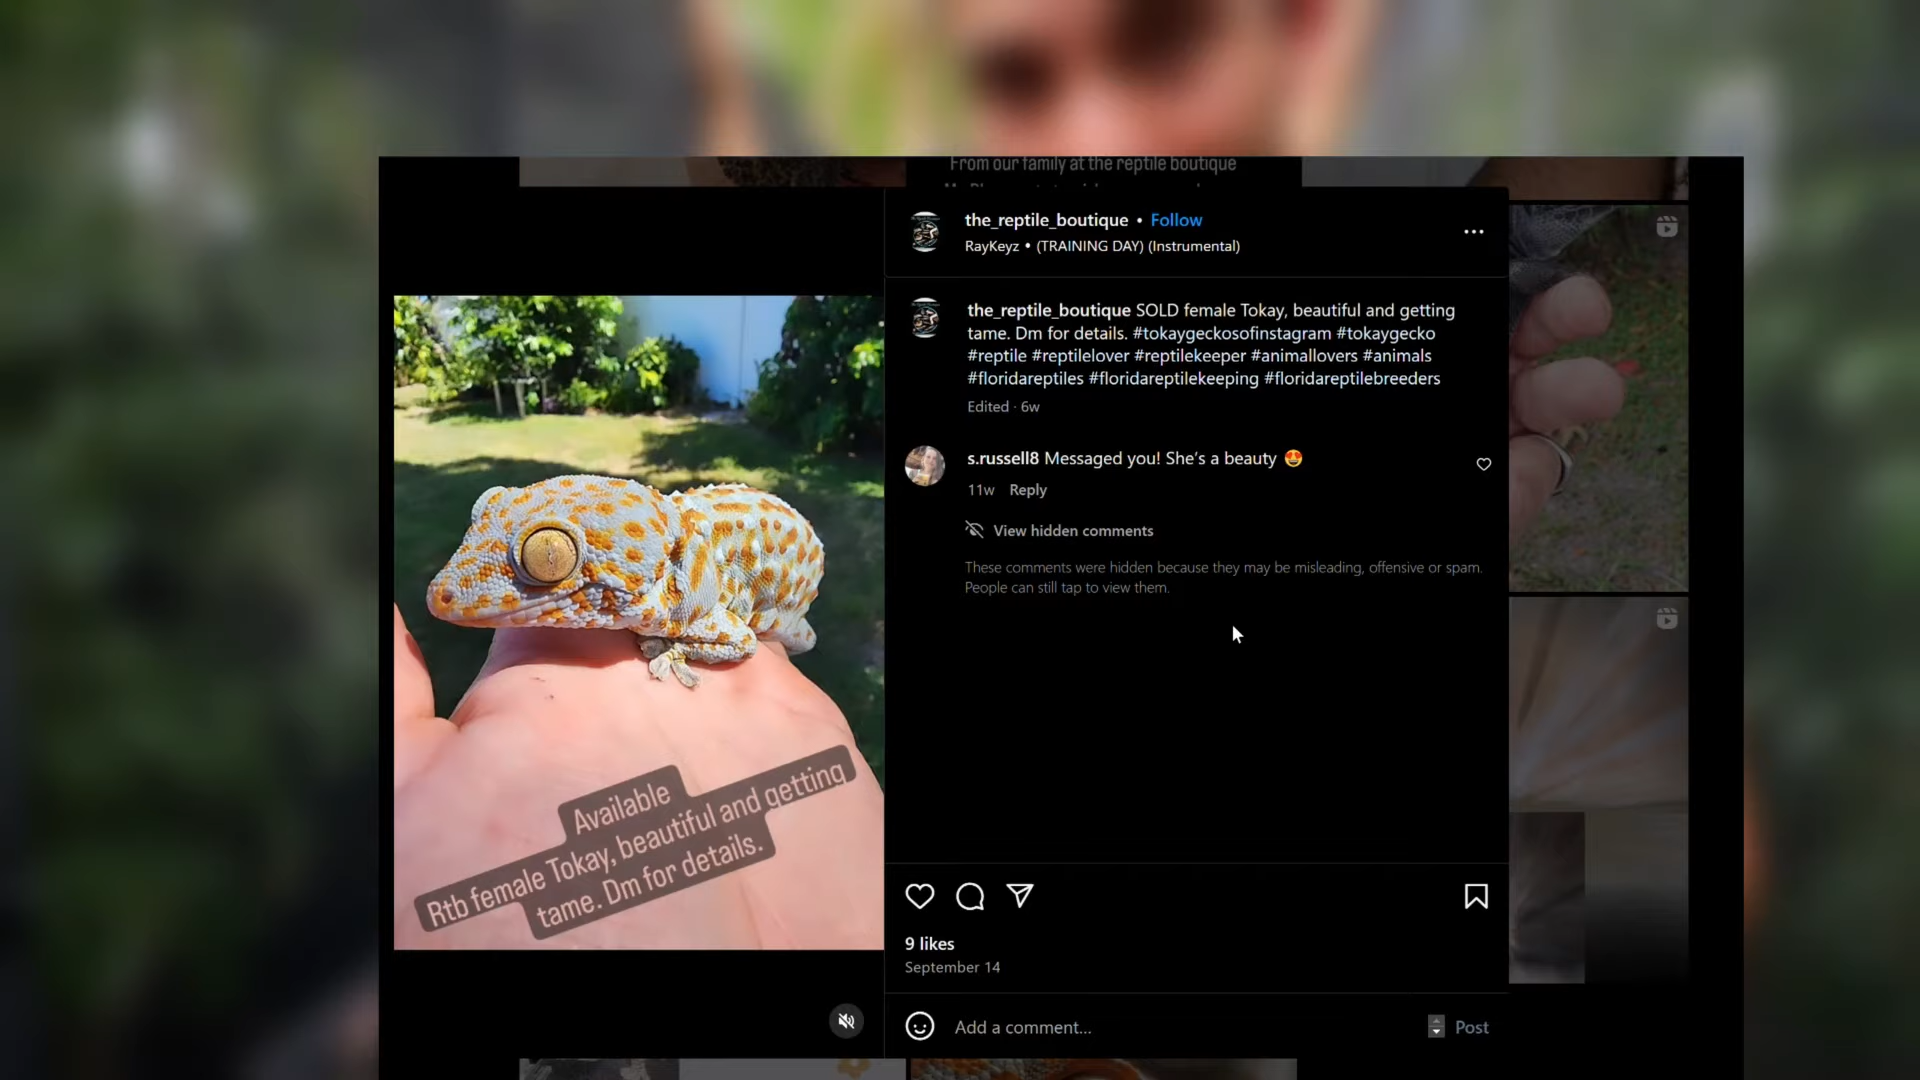 From our family at the reptile boutique
the_reptile_boutique • Follow
RayKeyz • (TRAINING DAY) (Instrumental)
the_reptile_boutique SOLD female Tokay, beautiful and getting
tame. Dm for details. #tokaygeckosofinstagram #tokaygecko
#reptile #reptilelover #reptilekeeper #animallovers #animals
#floridareptiles #floridareptilekeeping #floridareptilebreeders
Edited · 6w
s.russell8 Messaged you! She's a beauty 😍
11w Reply
View hidden comments
These comments were hidden because they may be misleading, offensive or spam.
People can still tap to view them.
Available
Rtb female Tokay, beautiful and getting
tame. Dm for details.
9 likes
September 14
Add a comment...
Post